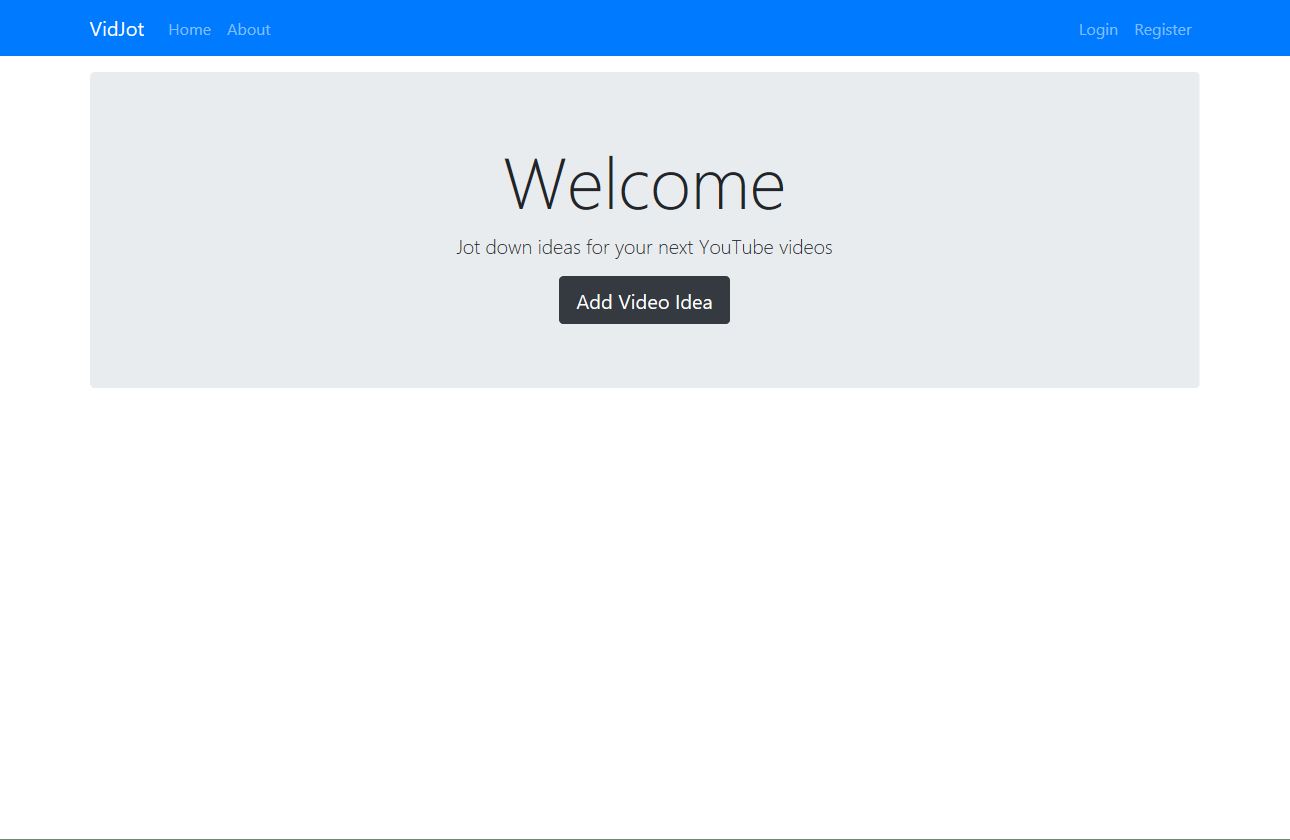 VidJot Home About Login Register
Welcome
Jot down ideas for your next YouTube videos
Add Video Idea